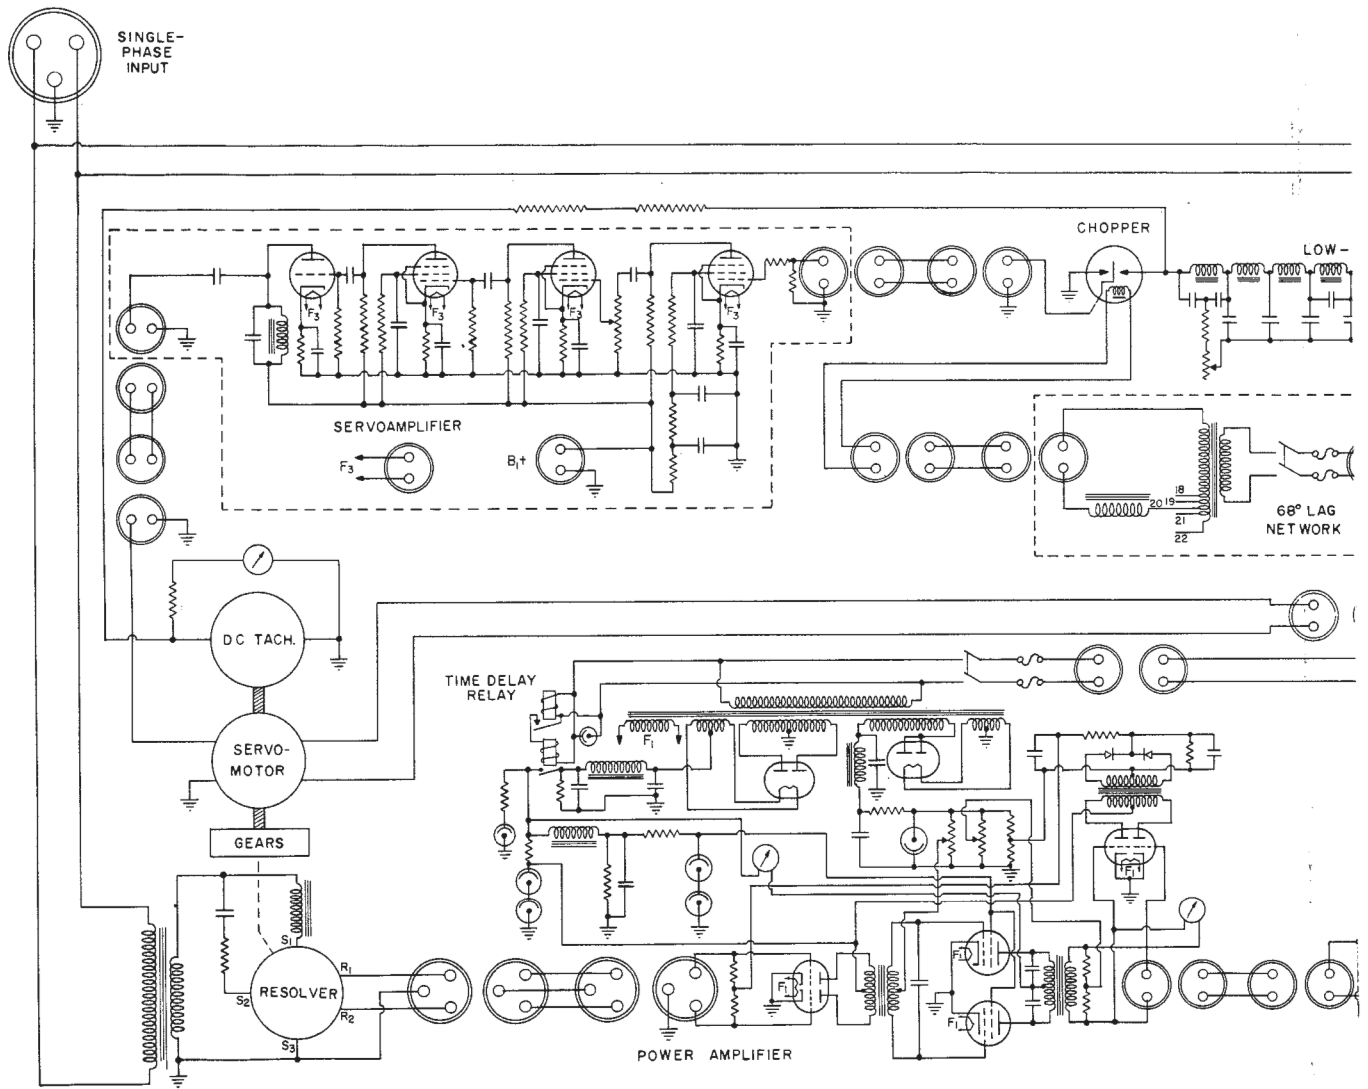 SINGLE-
PHASE
INPUT
CHOPPER
LOW-
F3
F3
F3
SERVOAMPLIFIER
F3
B1+
18
20 19
21
22
68° LAG
NETWORK
DC TACH.
TIME DELAY
RELAY
F1
SERVO-
MOTOR
GEARS
F1
S1
RESOLVER
R1
S2
R2
S3
F1
F1
F1
POWER AMPLIFIER